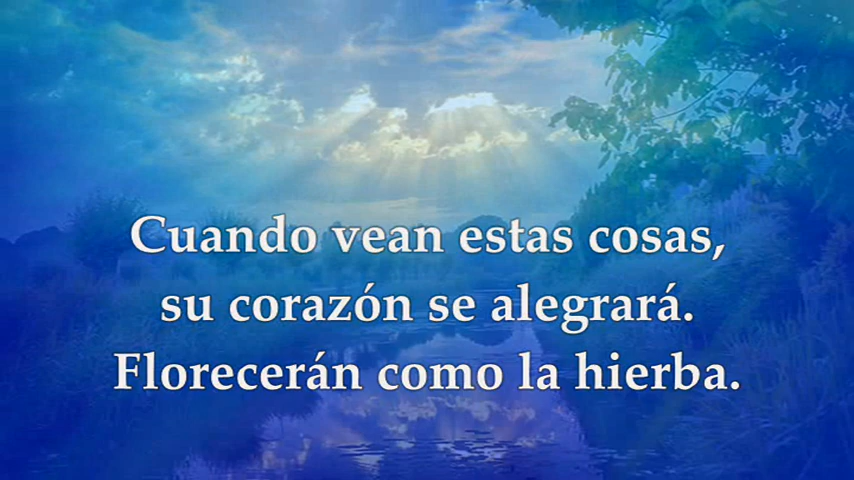 Cuando vean estas cosas,
su corazón se alegrará.
Florecerán como la hierba.